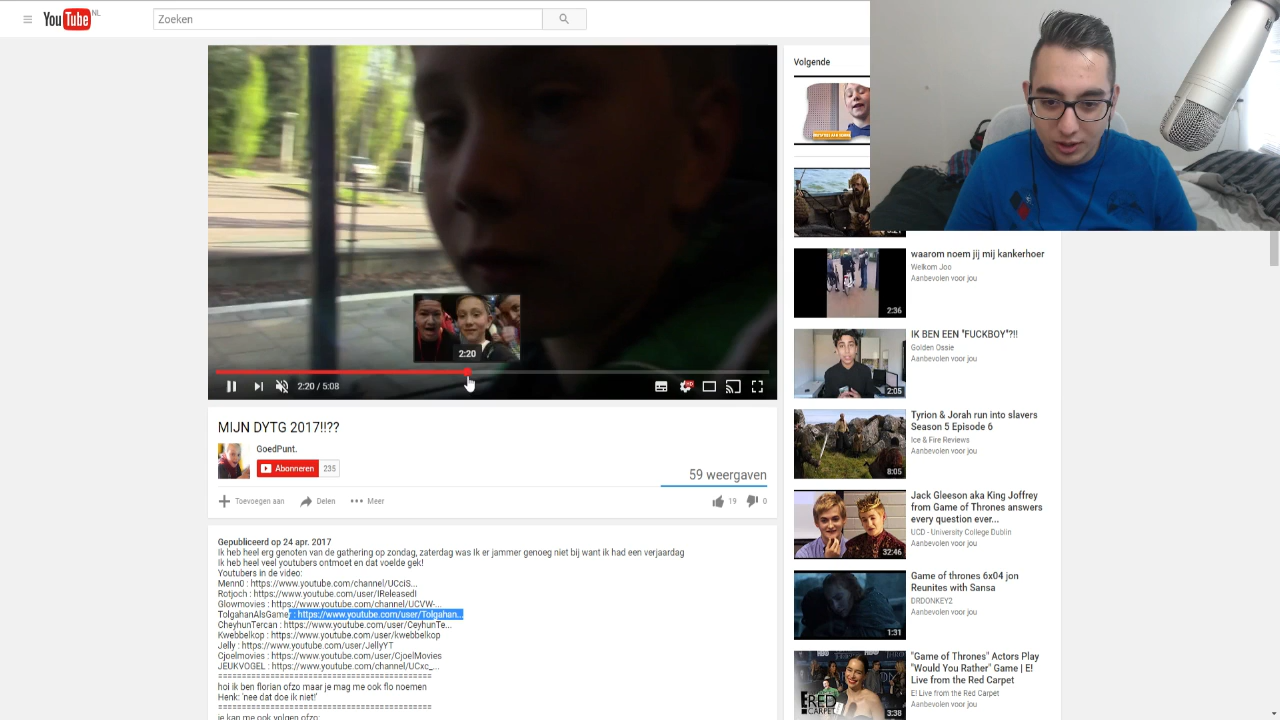 YouTube NL
Zoeken
Volgende
2:20
2:20 / 5:08
HD
MIJN DYTG 2017!!??
GoedPunt.
Abonneren 235
59 weergaven
Toevoegen aan Delen ••• Meer
19 0
Gepubliceerd op 24 apr. 2017
Ik heb heel erg genoten van de gathering op zondag, zaterdag was Ik er jammer genoeg niet bij want ik had een verjaardag
Ik heb heel veel youtubers ontmoet en dat voelde gek!
Youtubers in de video:
Menn0 : https://www.youtube.com/channel/UCciS...
Rotjoch : https://www.youtube.com/user/IReleasedI
Glowmovies : https://www.youtube.com/channel/UCVW-...
TolgahanAlsGamer : https://www.youtube.com/user/Tolgahan...
CheyhunTercan : https://www.youtube.com/user/CeyhunTe...
Kwebbelkop : https://www.youtube.com/user/kwebbelkop
Jelly : https://www.youtube.com/user/JellyYT
Cjoelmovies : https://www.youtube.com/user/CjoelMovies
JEUKVOGEL : https://www.youtube.com/channel/UCxc_...
==========================================
hoi ik ben florian ofzo maar je mag me ook flo noemen
Henk: 'nee dat doe ik niet!'
==========================================
je kan me ook volgen ofzo:
waarom noem jij mij kankerhoer
Welkom Joo
Aanbevolen voor jou
2:36
IK BEN EEN "FUCKBOY"?!!
Golden Ossie
Aanbevolen voor jou
2:05
Tyrion & Jorah run into slavers
Season 5 Episode 6
Ice & Fire Reviews
Aanbevolen voor jou
8:05
Jack Gleeson aka King Joffrey
from Game of Thrones answers
every question ever...
UCD - University College Dublin
Aanbevolen voor jou
32:46
Game of thrones 6x04 jon
Reunites with Sansa
DRDONKEY2
Aanbevolen voor jou
1:31
"Game of Thrones" Actors Play
"Would You Rather" Game | E!
Live from the Red Carpet
E! Live from the Red Carpet
Aanbevolen voor jou
RED
CARPET
3:38